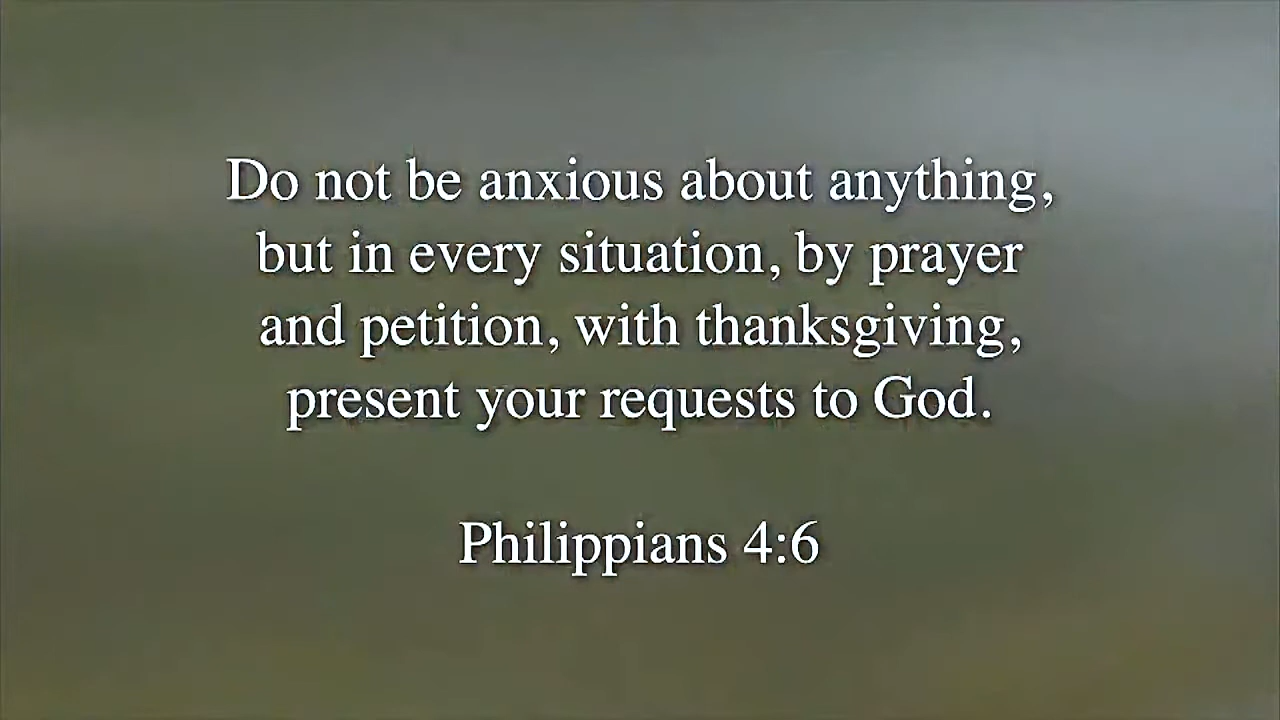 Do not be anxious about anything,
but in every situation, by prayer
and petition, with thanksgiving,
present your requests to God.
Philippians 4:6